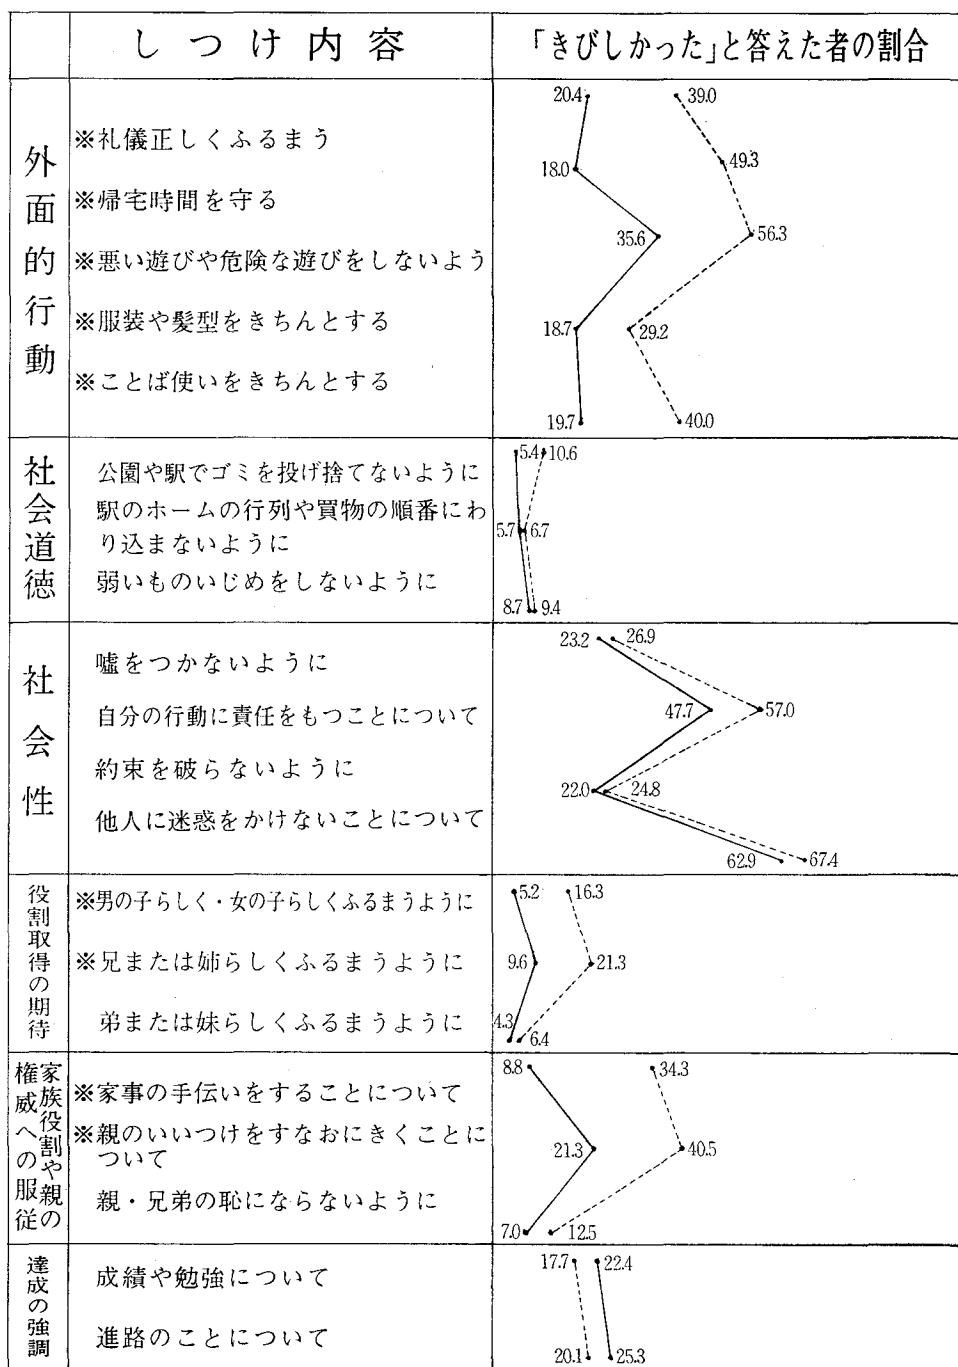 しつけ内容
「きびしかった」と答えた者の割合
外面的行動
※礼儀正しくふるまう
※帰宅時間を守る
※悪い遊びや危険な遊びをしないよう
※服装や髪型をきちんとする
※ことば使いをきちんとする
20.4 39.0
18.0 49.3
35.6 56.3
18.7 29.2
19.7 40.0
社会道徳
公園や駅でゴミを投げ捨てないように
駅のホームの行列や買物の順番にわ
り込まないように
弱いものいじめをしないように
5.4 10.6
5.7 6.7
8.7 9.4
社会性
嘘をつかないように
自分の行動に責任をもつことについて
約束を破らないように
他人に迷惑をかけないことについて
23.2 26.9
47.7 57.0
22.0 24.8
62.9 67.4
役割取得の期待
※男の子らしく・女の子らしくふるまうように
※兄または姉らしくふるまうように
弟または妹らしくふるまうように
5.2 16.3
9.6 21.3
4.3 6.4
家族役割や親の
権威への服従
※家事の手伝いをすることについて
※親のいいつけをすなおにきくことに
ついて
親・兄弟の恥にならないように
8.8 34.3
21.3 40.5
7.0 12.5
達成の強調
成績や勉強について
進路のことについて
17.7 22.4
20.1 25.3